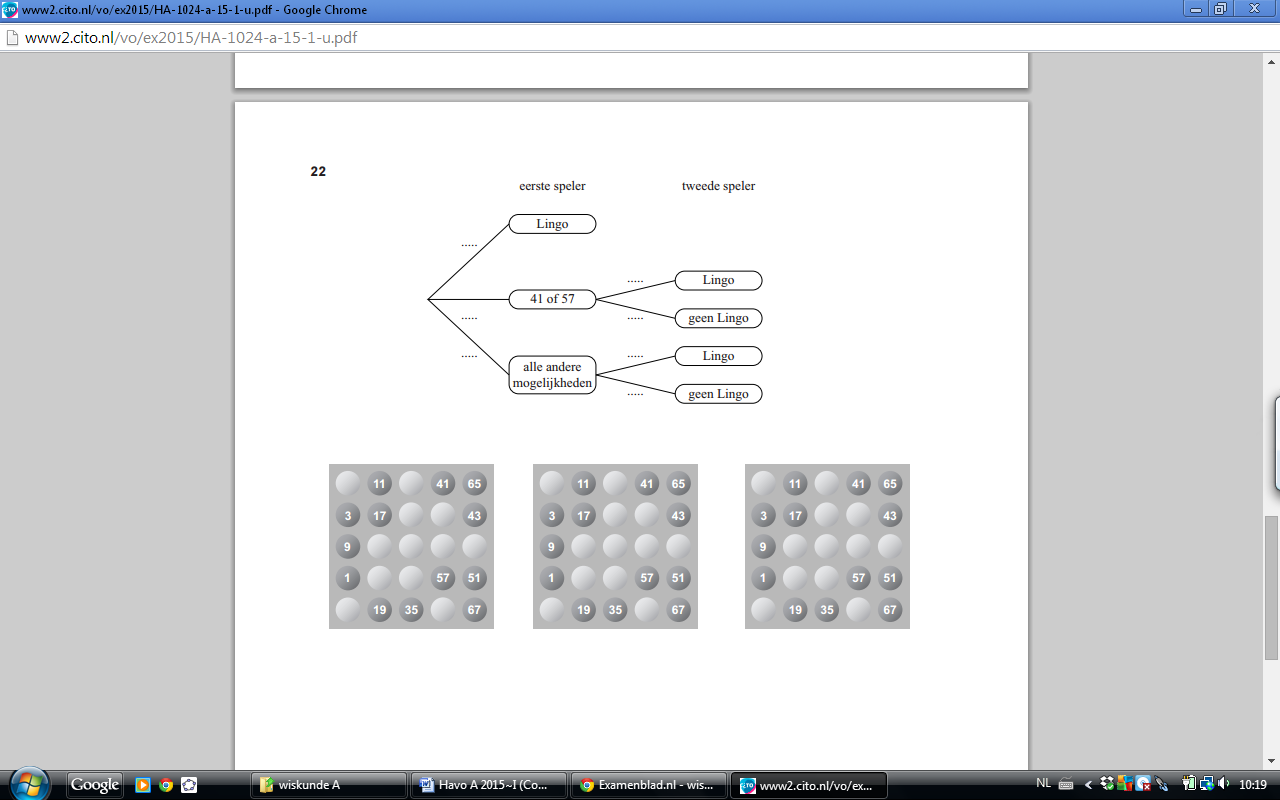 www2.cito.nl/vo/ex2015/HA-1024-a-15-1-u.pdf - Google Chrome
www2.cito.nl/vo/ex2015/HA-1024-a-15-1-u.pdf
22
eerste speler tweede speler
Lingo
.....
..... Lingo
41 of 57
..... ..... geen Lingo
..... ..... Lingo
alle andere
mogelijkheden
..... geen Lingo
11 41 65 11 41 65 11 41 65
3 17 43 3 17 43 3 17 43
9 9 9
1 57 51 1 57 51 1 57 51
19 35 67 19 35 67 19 35 67
Google wiskunde A Havo A 2015~I (Co... Examenblad.nl - wis... www2.cito.nl/vo/ex... NL 10:19